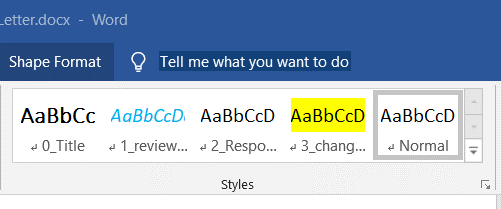 Letter.docx - Word
Shape Format Tell me what you want to do
AaBbCc AaBbCcD AaBbCcD AaBbCcD AaBbCcD
↲ 0_Title ↲ 1_review... ↲ 2_Respo... ↲ 3_chang... ↲ Normal
Styles